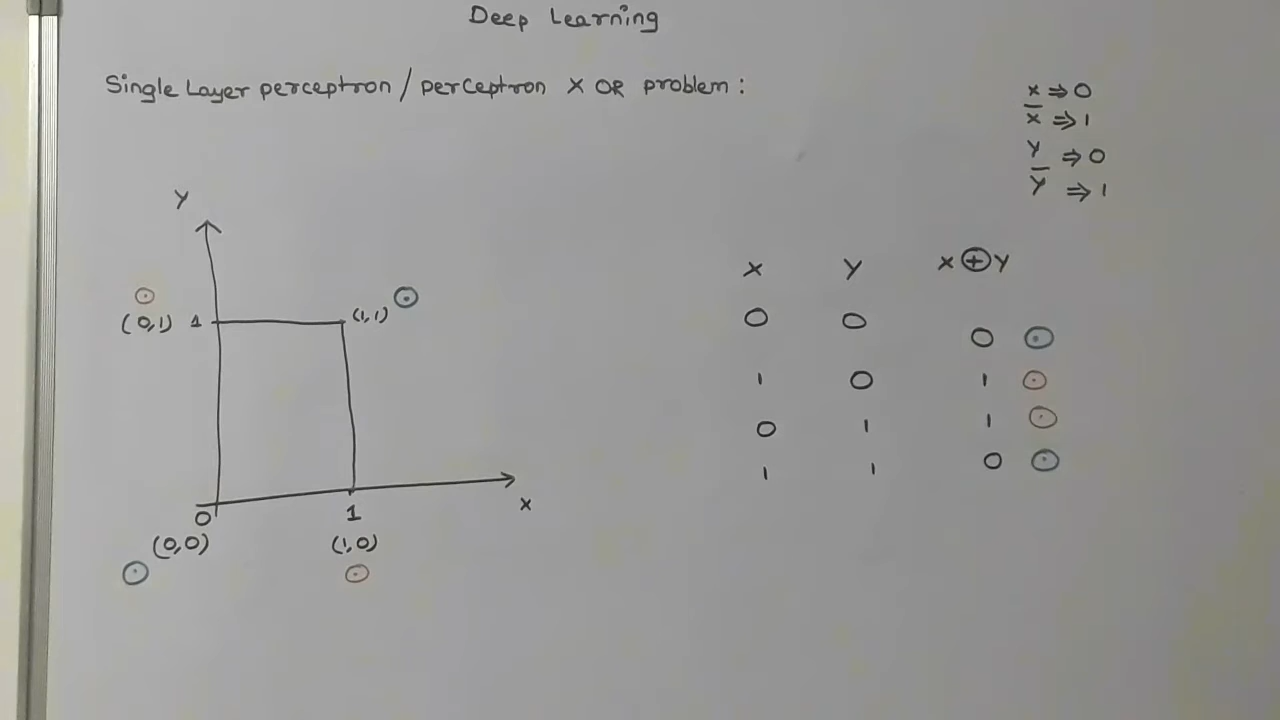 Deep Learning
Single Layer perceptron / perceptron X OR problem :
x ⇒ 0
x̅ ⇒ 1
Y ⇒ 0
Y̅ ⇒ 1
Y
(0,1) 1
(1,1)
0
1
X
(0,0)
(1,0)
X Y X ⊕ Y
0 0 0
1 0 1
0 1 1
1 1 0